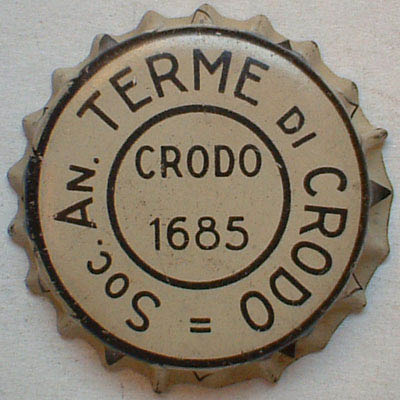 Soc. An. TERME DI CRODO =
CRODO
1685